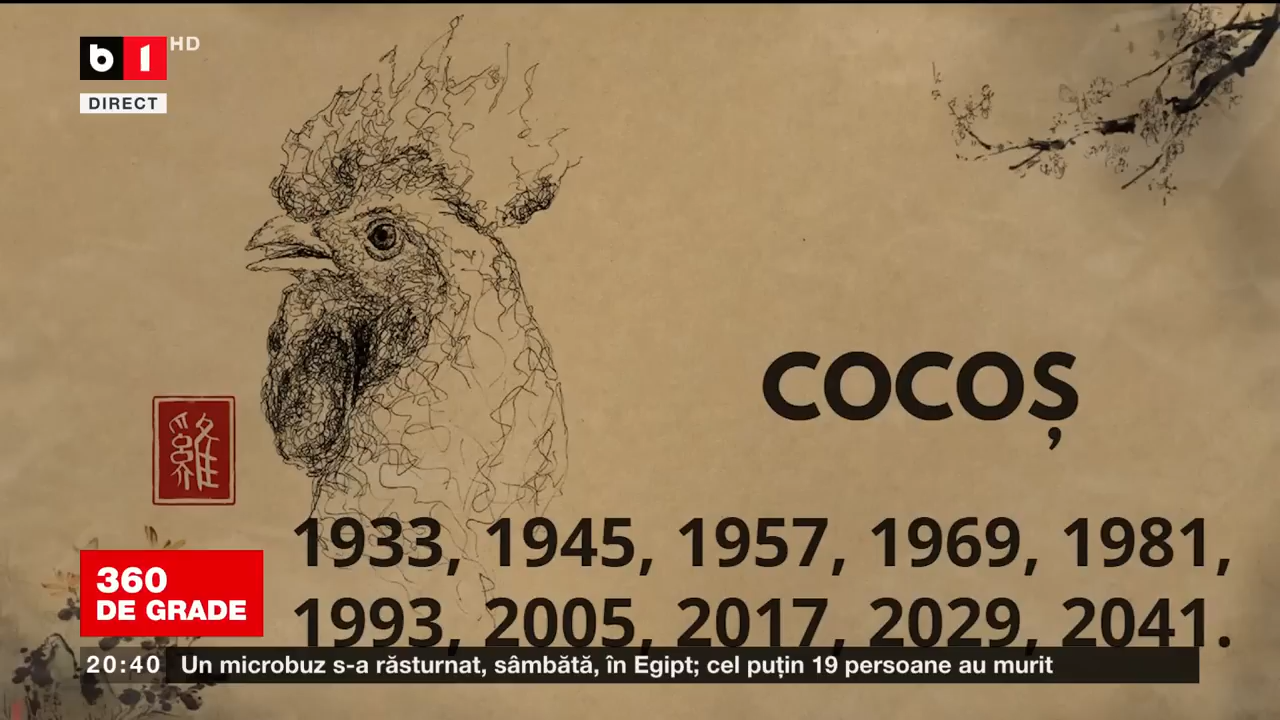 b1 HD
DIRECT
COCOȘ
雞
1933, 1945, 1957, 1969, 1981,
1993, 2005, 2017, 2029, 2041.
360
DE GRADE
20:40 Un microbuz s-a răsturnat, sâmbătă, în Egipt; cel puțin 19 persoane au murit